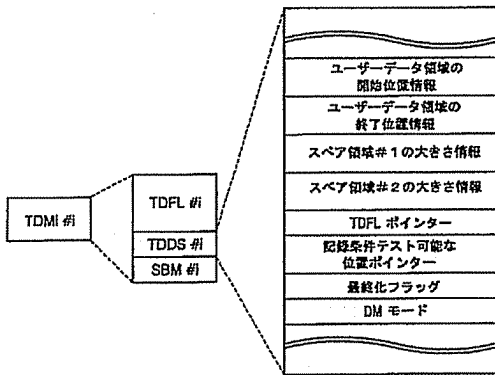 TDMI #i
TDFL #i
TDDS #i
SBM #i
ユーザーデータ領域の
開始位置情報
ユーザーデータ領域の
終了位置情報
スペア領域#1の大きさ情報
スペア領域#2の大きさ情報
TDFL ポインター
記録条件テスト可能な
位置ポインター
最終化フラッグ
DM モード